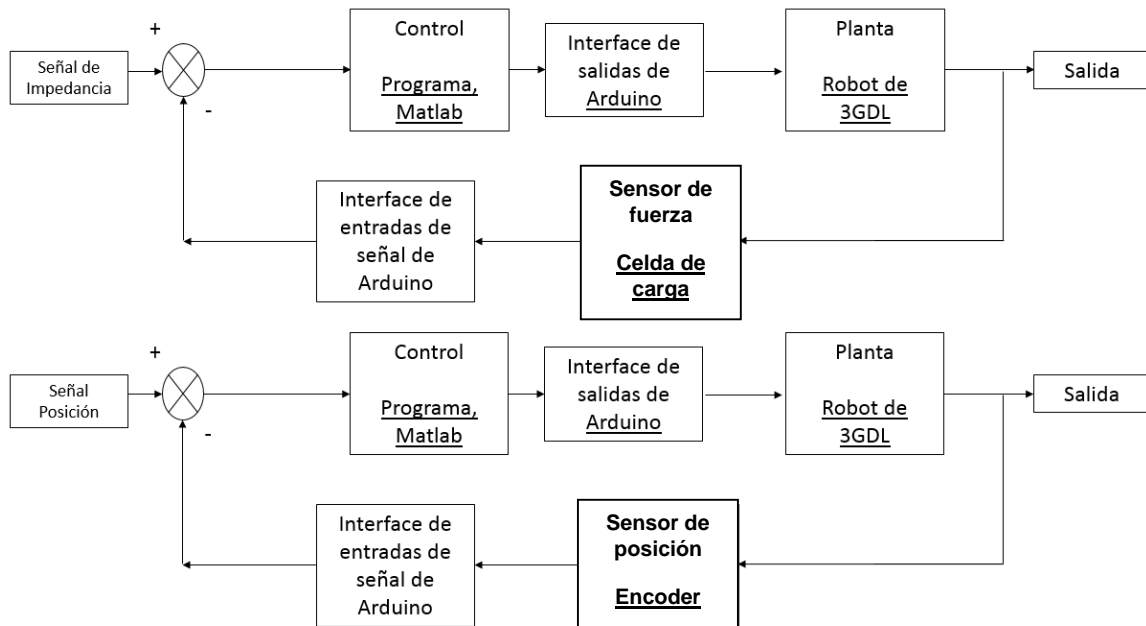 +
Señal de
Impedancia
-
Control
Programa,
Matlab
Interface de
salidas de
Arduino
Planta
Robot de
3GDL
Salida
Interface de
entradas de
señal de
Arduino
Sensor de
fuerza
Celda de
carga
+
Señal
Posición
-
Control
Programa,
Matlab
Interface de
salidas de
Arduino
Planta
Robot de
3GDL
Salida
Interface de
entradas de
señal de
Arduino
Sensor de
posición
Encoder